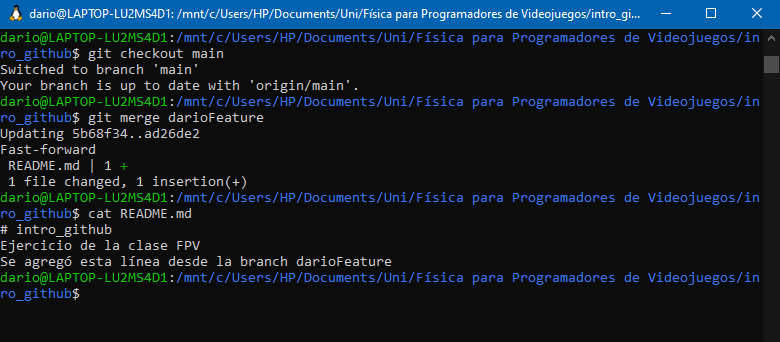 dario@LAPTOP-LU2MS4D1: /mnt/c/Users/HP/Documents/Uni/Física para Programadores de Videojuegos/intro_gi...
dario@LAPTOP-LU2MS4D1:/mnt/c/Users/HP/Documents/Uni/Física para Programadores de Videojuegos/in
ro_github$ git checkout main
Switched to branch 'main'
Your branch is up to date with 'origin/main'.
dario@LAPTOP-LU2MS4D1:/mnt/c/Users/HP/Documents/Uni/Física para Programadores de Videojuegos/in
ro_github$ git merge darioFeature
Updating 5b68f34..ad26de2
Fast-forward
README.md | 1 +
1 file changed, 1 insertion(+)
dario@LAPTOP-LU2MS4D1:/mnt/c/Users/HP/Documents/Uni/Física para Programadores de Videojuegos/in
ro_github$ cat README.md
# intro_github
Ejercicio de la clase FPV
Se agregó esta línea desde la branch darioFeature
dario@LAPTOP-LU2MS4D1:/mnt/c/Users/HP/Documents/Uni/Física para Programadores de Videojuegos/in
ro_github$